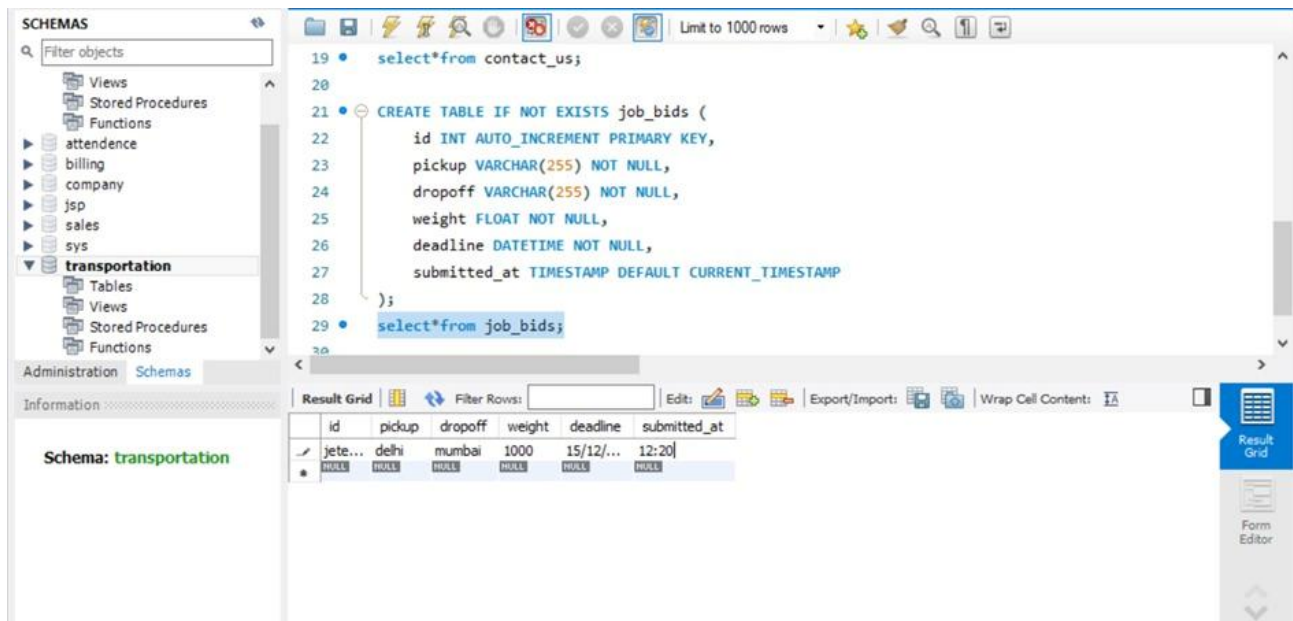 SCHEMAS
Filter objects
Views
Stored Procedures
Functions
attendence
billing
company
jsp
sales
sys
transportation
Tables
Views
Stored Procedures
Functions
Administration Schemas
Information
Schema: transportation
Limit to 1000 rows
19 select*from contact_us;
20
21 CREATE TABLE IF NOT EXISTS job_bids (
22 id INT AUTO_INCREMENT PRIMARY KEY,
23 pickup VARCHAR(255) NOT NULL,
24 dropoff VARCHAR(255) NOT NULL,
25 weight FLOAT NOT NULL,
26 deadline DATETIME NOT NULL,
27 submitted_at TIMESTAMP DEFAULT CURRENT_TIMESTAMP
28 );
29 select*from job_bids;
30
Result Grid Filter Rows: Edit: Export/Import: Wrap Cell Content:
id pickup dropoff weight deadline submitted_at
jete... delhi mumbai 1000 15/12/... 12:20
NULL NULL NULL NULL NULL NULL
Result
Grid
Form
Editor